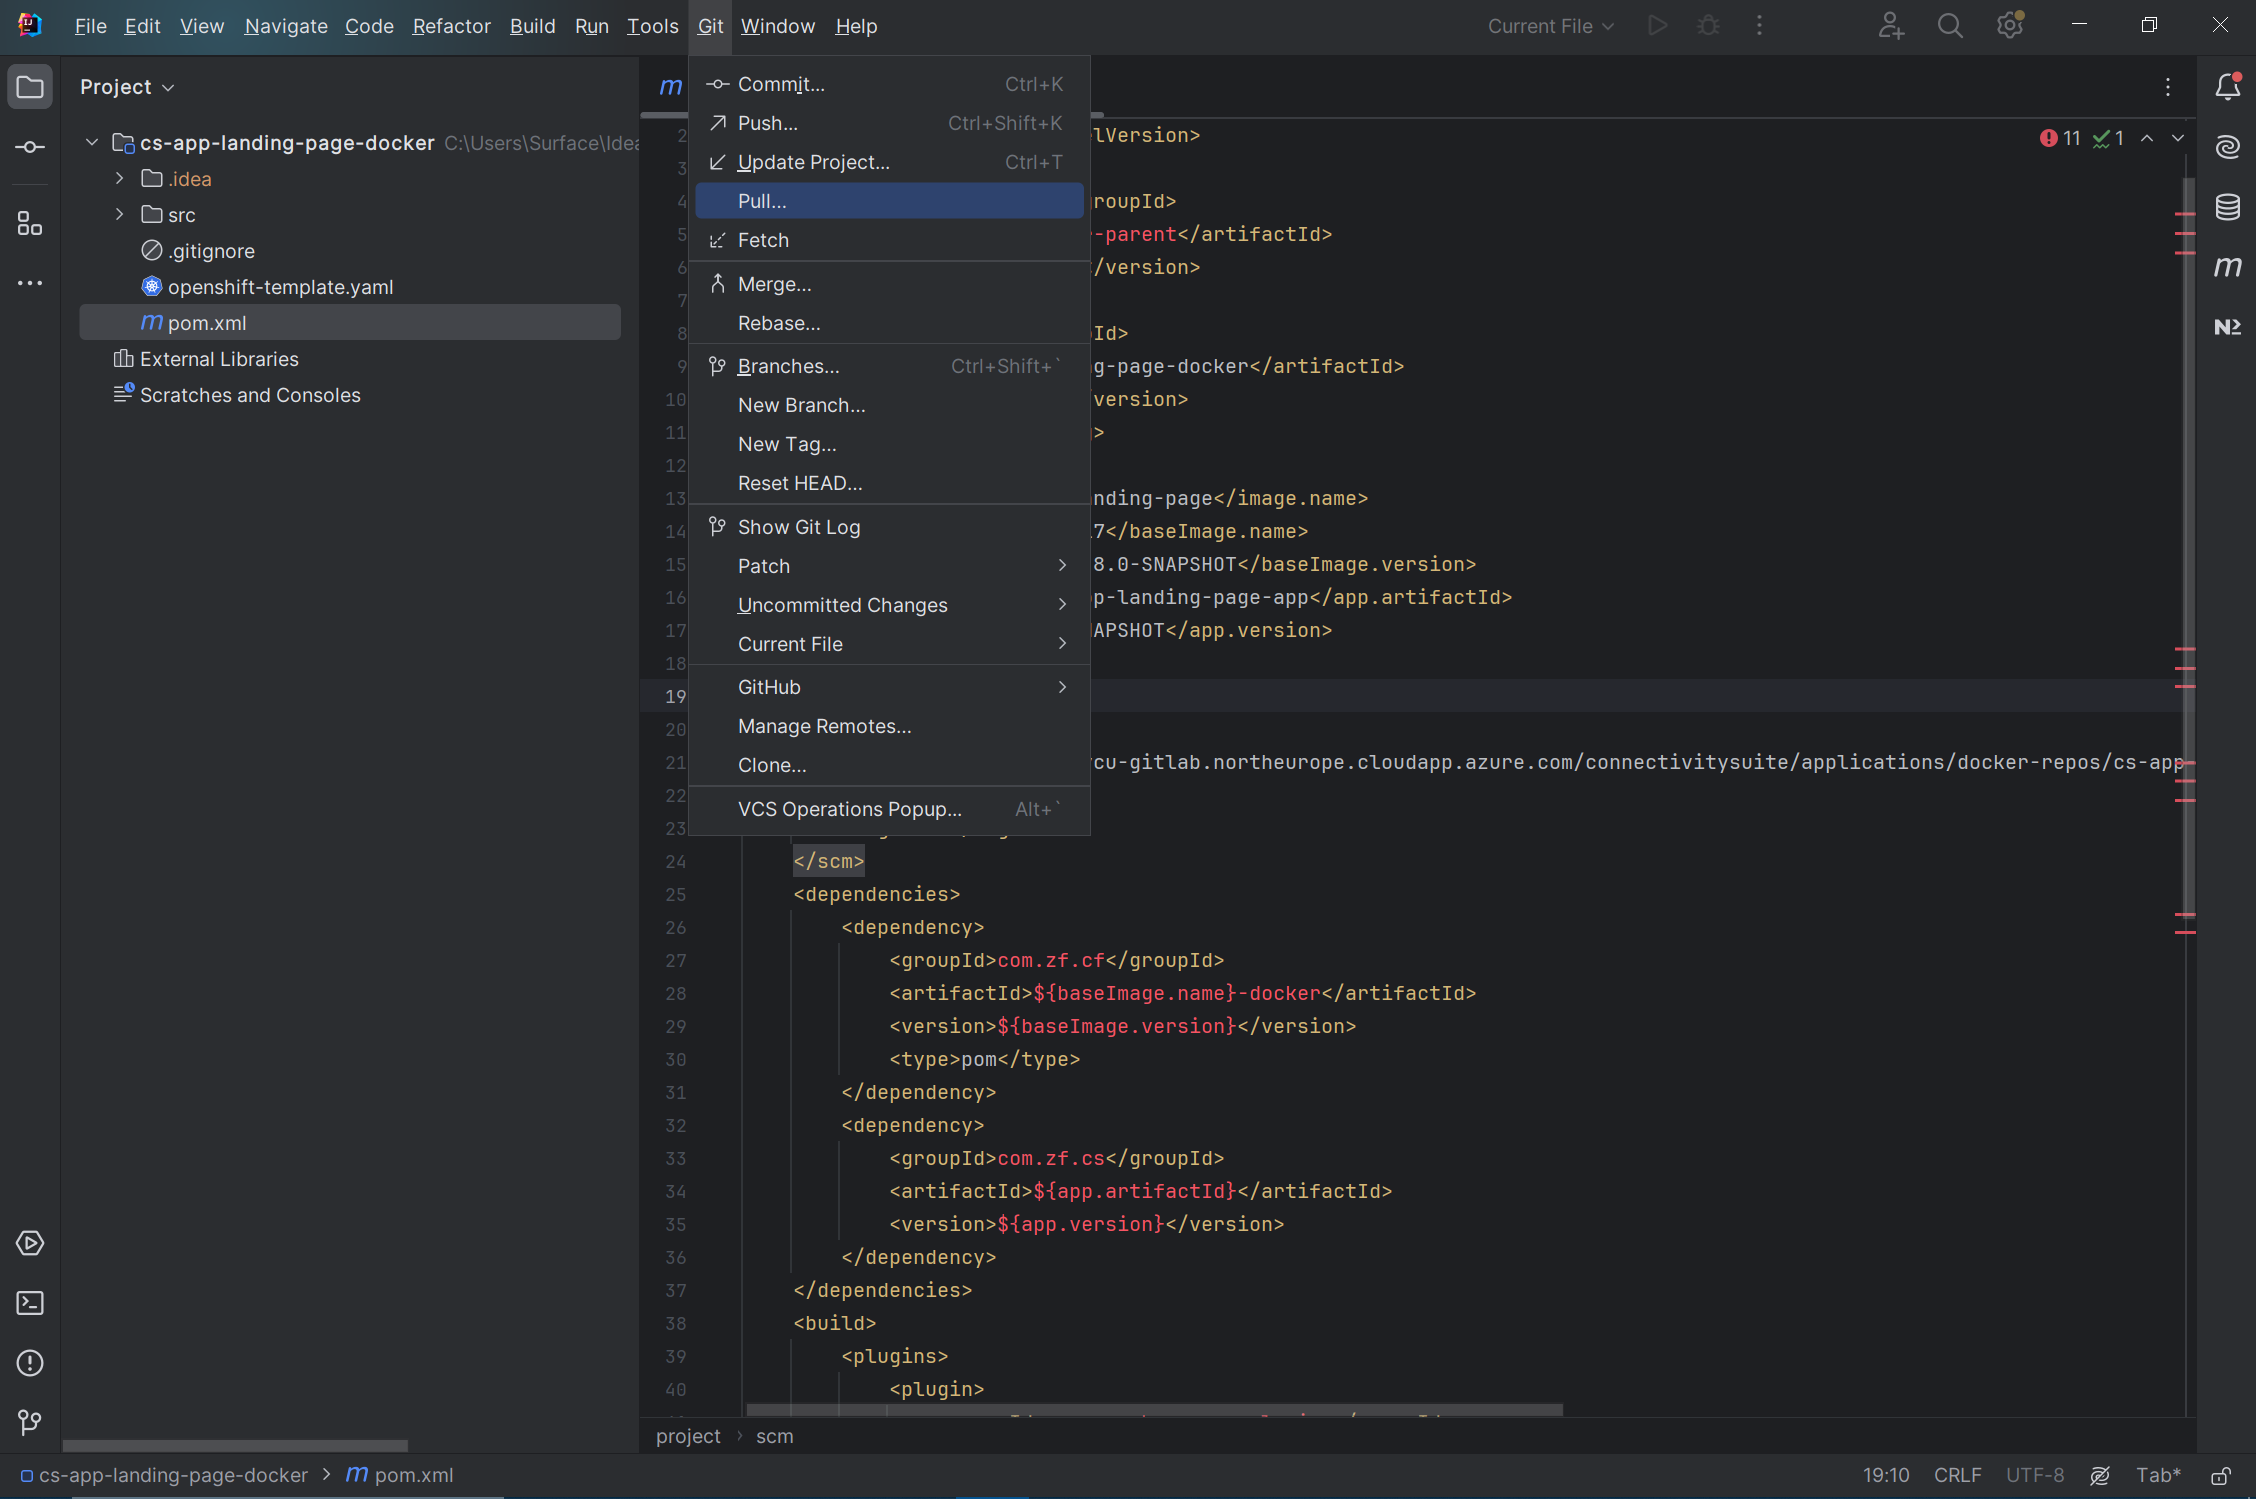 File Edit View Navigate Code Refactor Build Run Tools Git Window Help
Current File
Project
cs-app-landing-page-docker C:\Users\Surface\Idea
.idea
src
.gitignore
openshift-template.yaml
m pom.xml
External Libraries
Scratches and Consoles
m
Commit... Ctrl+K
Push... Ctrl+Shift+K
Update Project... Ctrl+T
Pull...
Fetch
Merge...
Rebase...
Branches... Ctrl+Shift+`
New Branch...
New Tag...
Reset HEAD...
Show Git Log
Patch
Uncommitted Changes
Current File
GitHub
Manage Remotes...
Clone...
VCS Operations Popup... Alt+`
11 1
2 lVersion>
3
4 roupId>
5 -parent</artifactId>
6 /version>
7
8 Id>
9 g-page-docker</artifactId>
10 version>
11 >
12
13 nding-page</image.name>
14 7</baseImage.name>
15 8.0-SNAPSHOT</baseImage.version>
16 p-landing-page-app</app.artifactId>
17 APSHOT</app.version>
18
19
20
21 cu-gitlab.northeurope.cloudapp.azure.com/connectivitysuite/applications/docker-repos/cs-app-
22
23
24 </scm>
25 <dependencies>
26 <dependency>
27 <groupId>com.zf.cf</groupId>
28 <artifactId>${baseImage.name}-docker</artifactId>
29 <version>${baseImage.version}</version>
30 <type>pom</type>
31 </dependency>
32 <dependency>
33 <groupId>com.zf.cs</groupId>
34 <artifactId>${app.artifactId}</artifactId>
35 <version>${app.version}</version>
36 </dependency>
37 </dependencies>
38 <build>
39 <plugins>
40 <plugin>
project > scm
cs-app-landing-page-docker > m pom.xml
19:10 CRLF UTF-8 Tab*